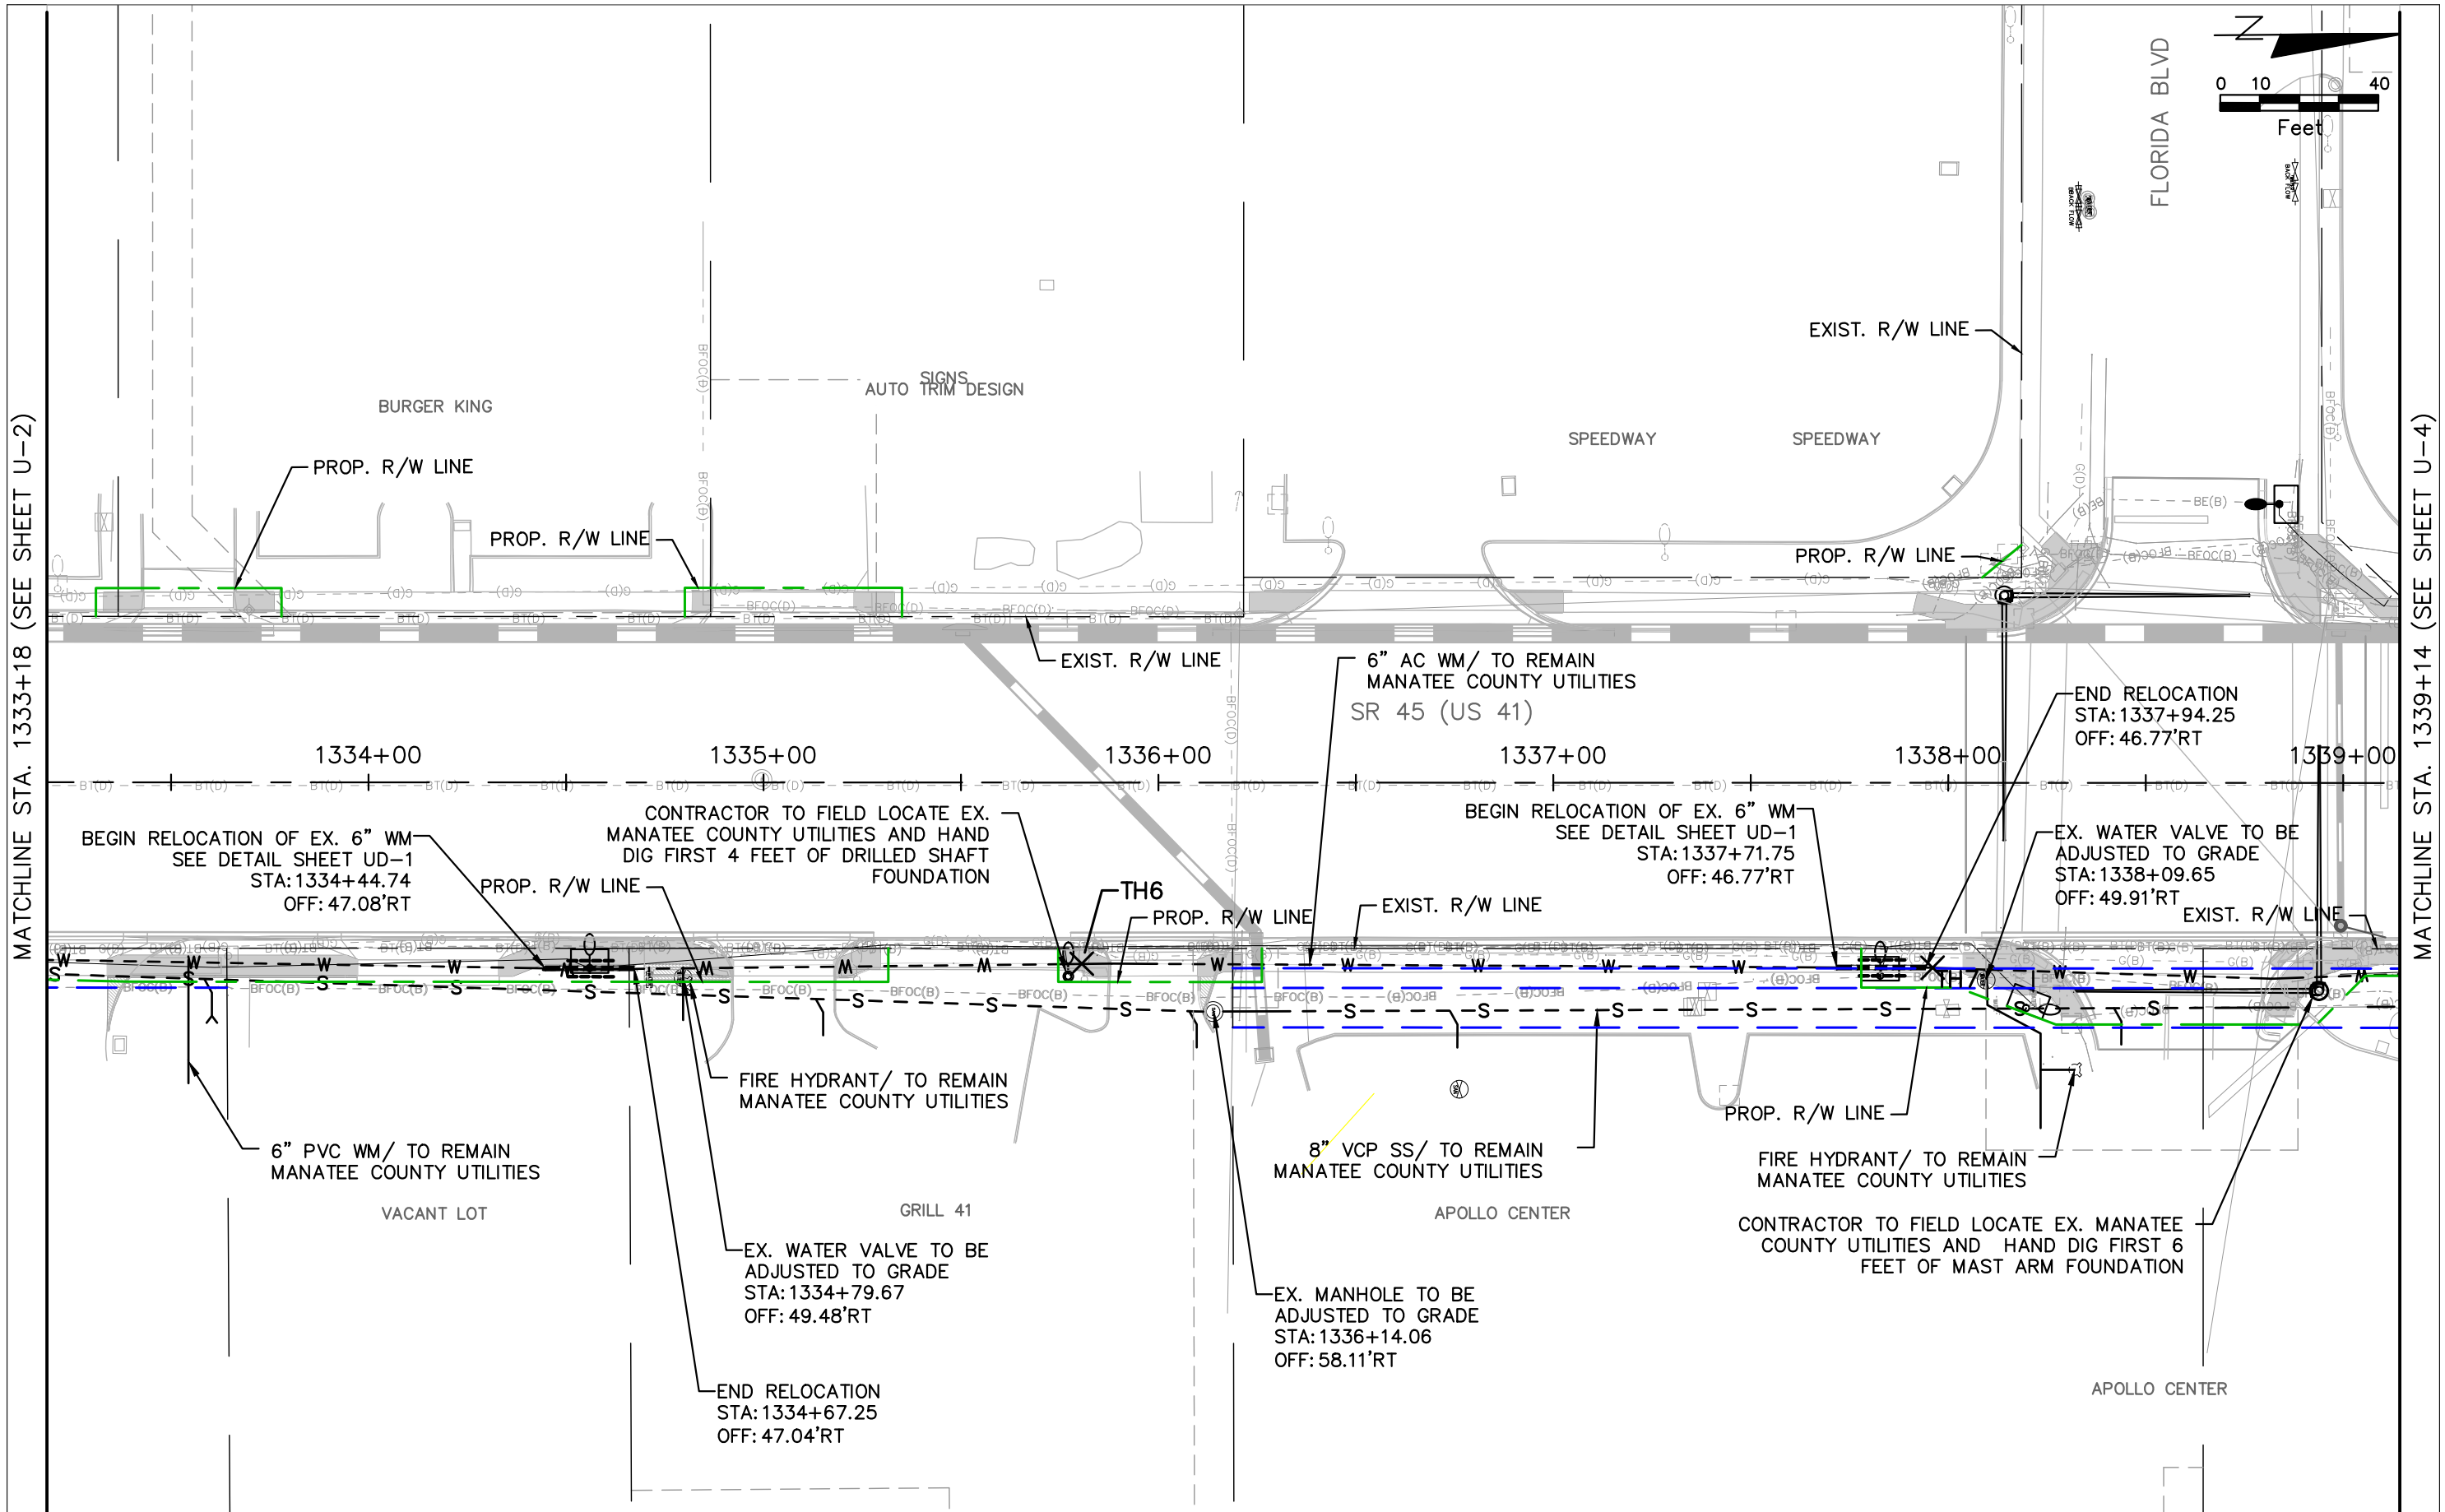 MATCHLINE STA. 1333+18 (SEE SHEET U-2)
MATCHLINE STA. 1339+14 (SEE SHEET U-4)
N
0 10 40
Feet
FLORIDA BLVD
BACK FLOW
BACK FLOW
EXIST. R/W LINE
SIGNS
AUTO TRIM DESIGN
BURGER KING
SPEEDWAY
SPEEDWAY
PROP. R/W LINE
PROP. R/W LINE
PROP. R/W LINE
BE(B)
BFOC(D)
G(D)
BT(D)
EXIST. R/W LINE
6" AC WM/ TO REMAIN
MANATEE COUNTY UTILITIES
SR 45 (US 41)
END RELOCATION
STA:1337+94.25
OFF:46.77'RT
1334+00
1335+00
1336+00
1337+00
1338+00
1339+00
BEGIN RELOCATION OF EX. 6" WM
SEE DETAIL SHEET UD-1
STA:1334+44.74
OFF:47.08'RT
CONTRACTOR TO FIELD LOCATE EX.
MANATEE COUNTY UTILITIES AND HAND
DIG FIRST 4 FEET OF DRILLED SHAFT
FOUNDATION
PROP. R/W LINE
TH6
PROP. R/W LINE
EXIST. R/W LINE
BEGIN RELOCATION OF EX. 6" WM
SEE DETAIL SHEET UD-1
STA:1337+71.75
OFF:46.77'RT
EX. WATER VALVE TO BE
ADJUSTED TO GRADE
STA:1338+09.65
OFF:49.91'RT
EXIST. R/W LINE
W W W W W W W W W
TH7
S S S S S S S S S
BFOC(B) BFOC(B) BFOC(B) BFOC(B)
6" PVC WM/ TO REMAIN
MANATEE COUNTY UTILITIES
FIRE HYDRANT/ TO REMAIN
MANATEE COUNTY UTILITIES
8" VCP SS/ TO REMAIN
MANATEE COUNTY UTILITIES
PROP. R/W LINE
FIRE HYDRANT/ TO REMAIN
MANATEE COUNTY UTILITIES
VACANT LOT
GRILL 41
APOLLO CENTER
CONTRACTOR TO FIELD LOCATE EX. MANATEE
COUNTY UTILITIES AND HAND DIG FIRST 6
FEET OF MAST ARM FOUNDATION
EX. WATER VALVE TO BE
ADJUSTED TO GRADE
STA:1334+79.67
OFF:49.48'RT
EX. MANHOLE TO BE
ADJUSTED TO GRADE
STA:1336+14.06
OFF:58.11'RT
END RELOCATION
STA:1334+67.25
OFF:47.04'RT
APOLLO CENTER